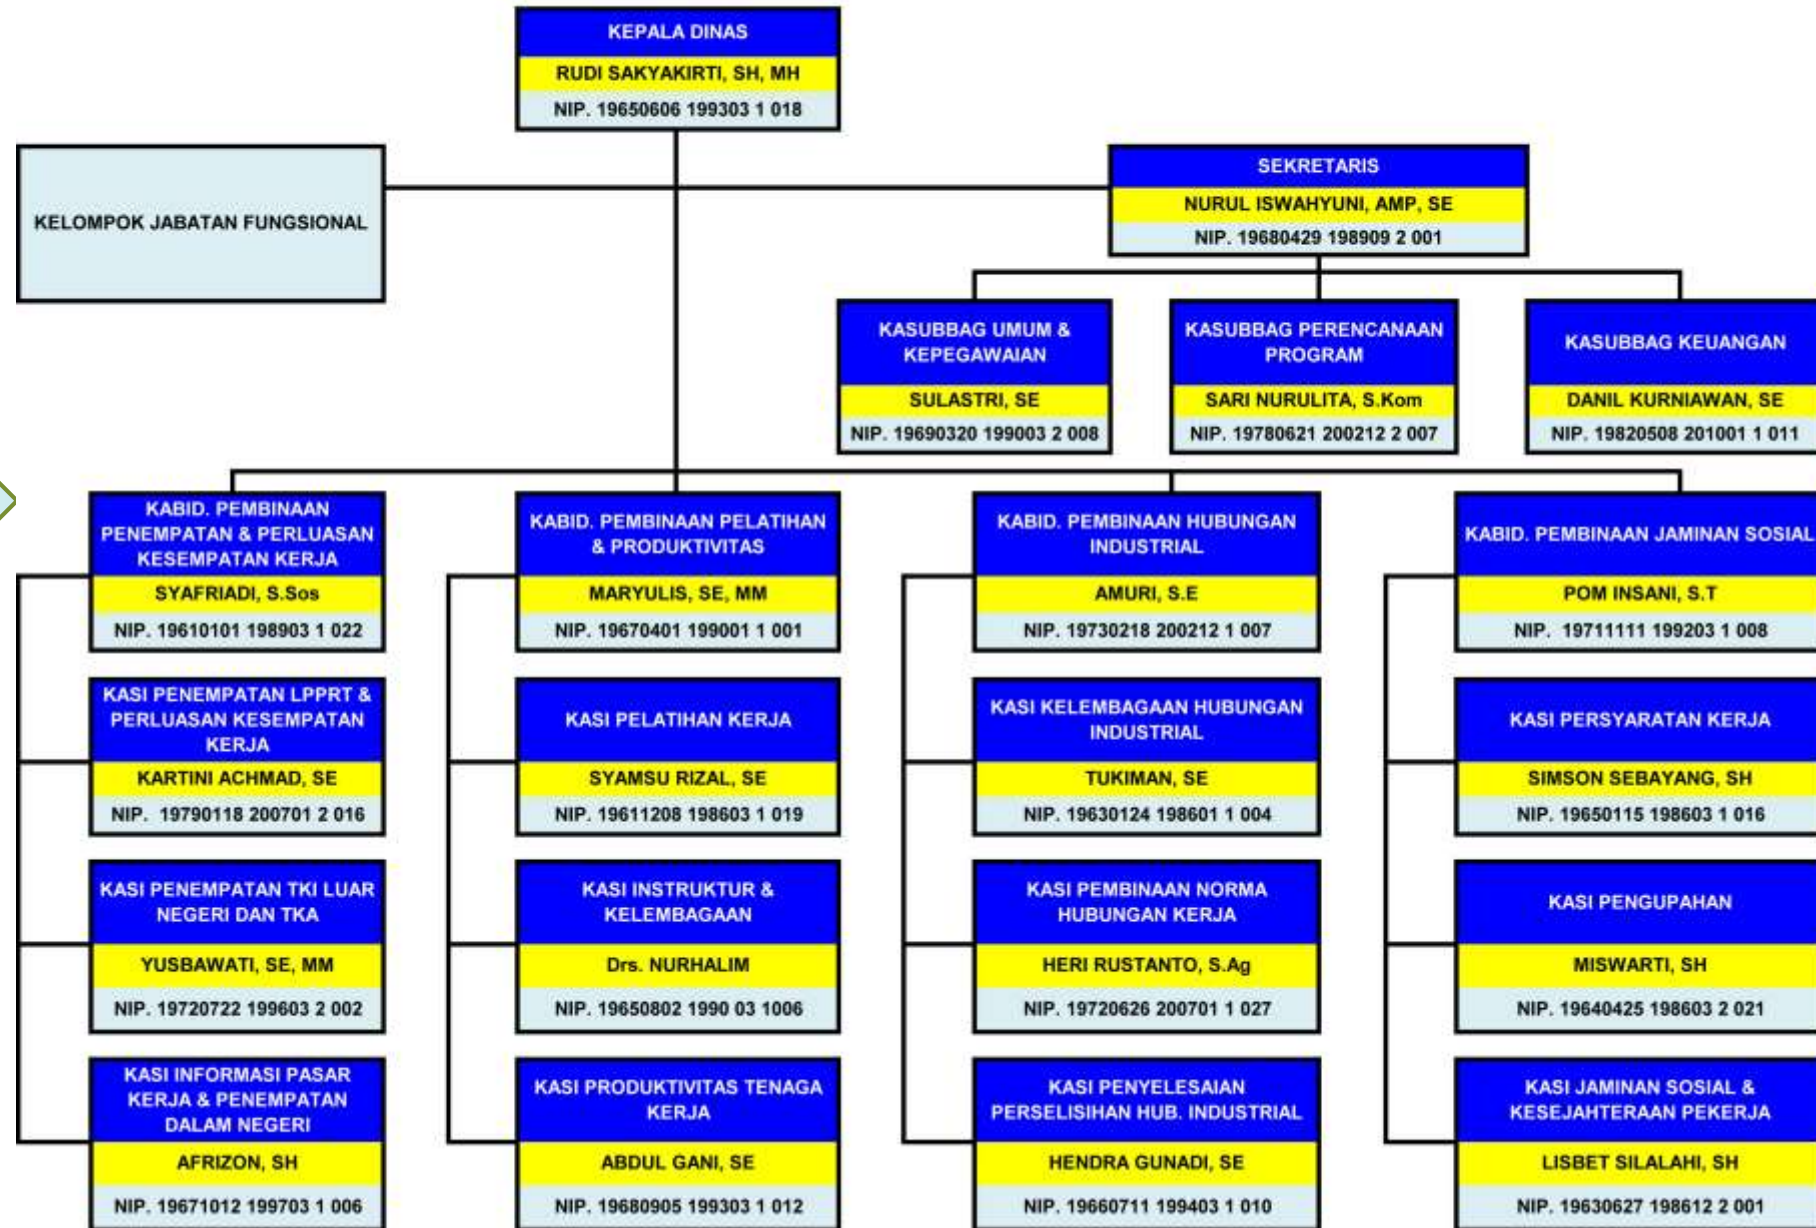 KEPALA DINAS
RUDI SAKYAKIRTI, SH, MH
NIP. 19650606 199303 1 018
KELOMPOK JABATAN FUNGSIONAL
SEKRETARIS
NURUL ISWAHYUNI, AMP, SE
NIP. 19680429 198909 2 001
KASUBBAG UMUM &
KEPEGAWAIAN
SULASTRI, SE
NIP. 19690320 199003 2 008
KASUBBAG PERENCANAAN
PROGRAM
SARI NURULITA, S.Kom
NIP. 19780621 200212 2 007
KASUBBAG KEUANGAN
DANIL KURNIAWAN, SE
NIP. 19820508 201001 1 011
KABID. PEMBINAAN
PENEMPATAN & PERLUASAN
KESEMPATAN KERJA
SYAFRIADI, S.Sos
NIP. 19610101 198903 1 022
KASI PENEMPATAN LPPRT &
PERLUASAN KESEMPATAN
KERJA
KARTINI ACHMAD, SE
NIP. 19790118 200701 2 016
KASI PENEMPATAN TKI LUAR
NEGERI DAN TKA
YUSBAWATI, SE, MM
NIP. 19720722 199603 2 002
KASI INFORMASI PASAR
KERJA & PENEMPATAN
DALAM NEGERI
AFRIZON, SH
NIP. 19671012 199703 1 006
KABID. PEMBINAAN PELATIHAN
& PRODUKTIVITAS
MARYULIS, SE, MM
NIP. 19670401 199001 1 001
KASI PELATIHAN KERJA
SYAMSU RIZAL, SE
NIP. 19611208 198603 1 019
KASI INSTRUKTUR &
KELEMBAGAAN
Drs. NURHALIM
NIP. 19650802 1990 03 1006
KASI PRODUKTIVITAS TENAGA
KERJA
ABDUL GANI, SE
NIP. 19680905 199303 1 012
KABID. PEMBINAAN HUBUNGAN
INDUSTRIAL
AMURI, S.E
NIP. 19730218 200212 1 007
KASI KELEMBAGAAN HUBUNGAN
INDUSTRIAL
TUKIMAN, SE
NIP. 19630124 198601 1 004
KASI PEMBINAAN NORMA
HUBUNGAN KERJA
HERI RUSTANTO, S.Ag
NIP. 19720626 200701 1 027
KASI PENYELESAIAN
PERSELISIHAN HUB. INDUSTRIAL
HENDRA GUNADI, SE
NIP. 19660711 199403 1 010
KABID. PEMBINAAN JAMINAN SOSIAL
POM INSANI, S.T
NIP. 19711111 199203 1 008
KASI PERSYARATAN KERJA
SIMSON SEBAYANG, SH
NIP. 19650115 198603 1 016
KASI PENGUPAHAN
MISWARTI, SH
NIP. 19640425 198603 2 021
KASI JAMINAN SOSIAL &
KESEJAHTERAAN PEKERJA
LISBET SILALAHI, SH
NIP. 19630627 198612 2 001